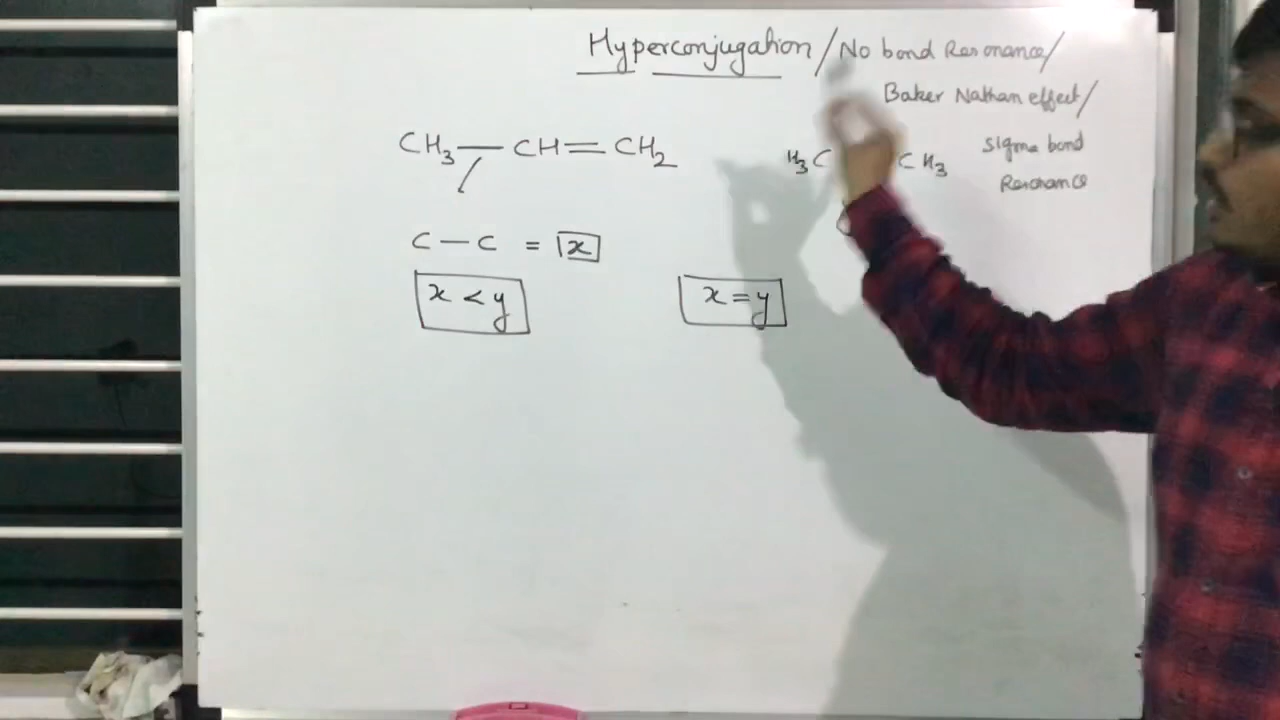 Hyperconjugation / No bond Resonance /
Baker Nathan effect /
Sigma bond
Resonance
CH3 — CH = CH2
H3C CH3
C — C = x
x < y
x = y